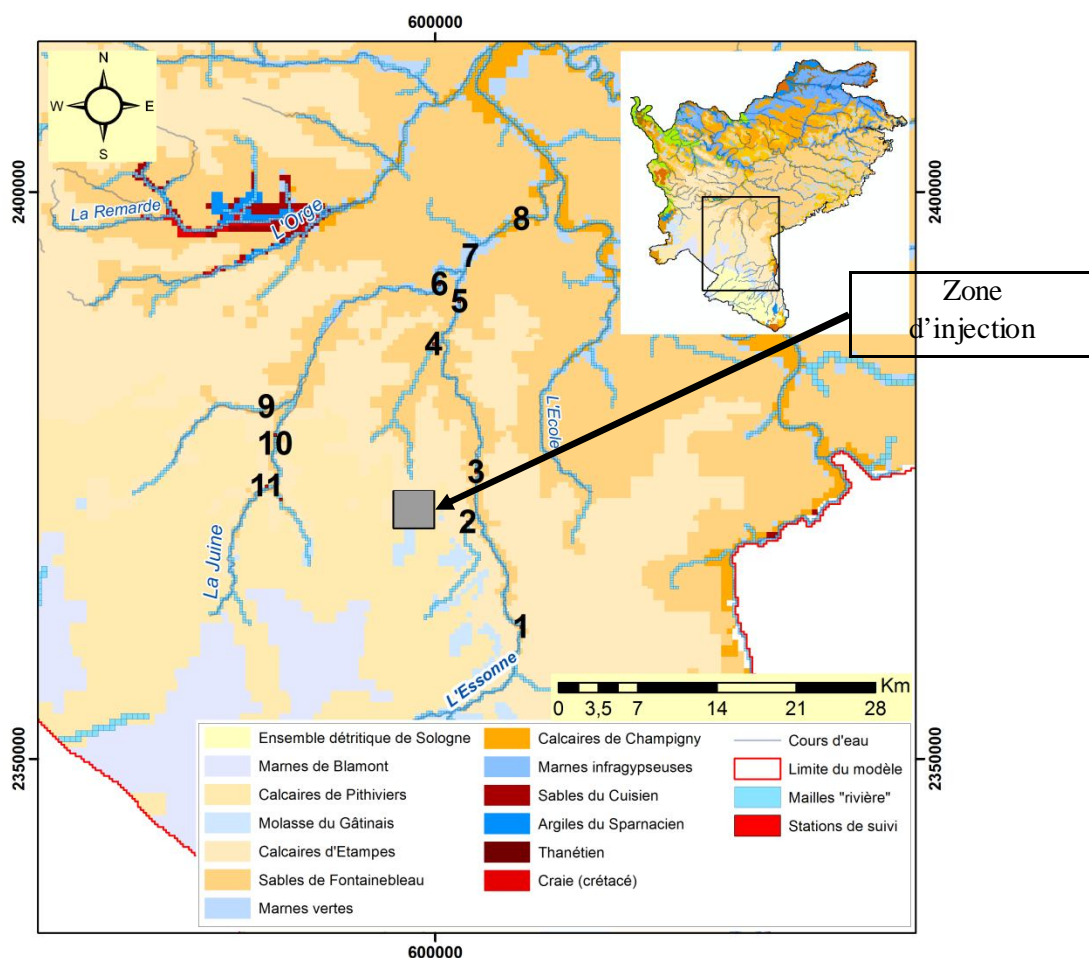 600000
N
W
E
S
2400000
2400000
La Remarde
L'Orge
8
7
6
5
4
Zone
d'injection
L'Ecole
9
10
11
3
2
La Juine
1
L'Essonne
Km
0 3,5 7 14 21 28
2350000
2350000
Ensemble détritique de Sologne
Marnes de Blamont
Calcaires de Pithiviers
Molasse du Gâtinais
Calcaires d'Etampes
Sables de Fontainebleau
Marnes vertes
Calcaires de Champigny
Marnes infragypseuses
Sables du Cuisien
Argiles du Sparnacien
Thanétien
Craie (crétacé)
Cours d'eau
Limite du modèle
Mailles "rivière"
Stations de suivi
600000